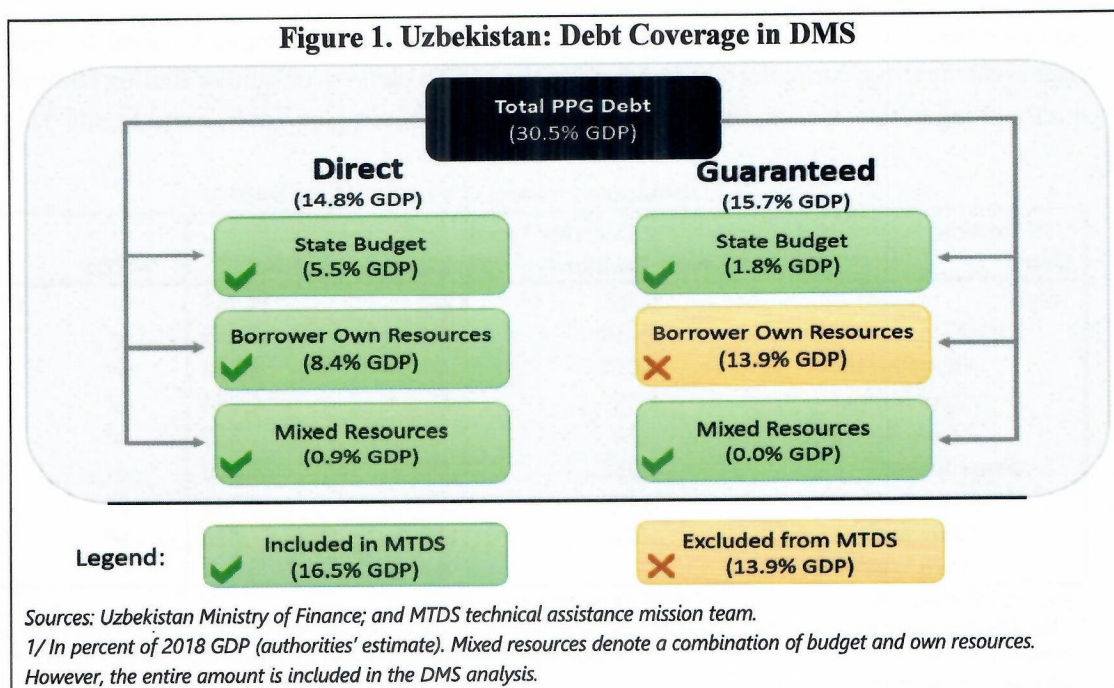 Figure 1. Uzbekistan: Debt Coverage in DMS
Total PPG Debt
(30.5% GDP)
Direct
(14.8% GDP)
Guaranteed
(15.7% GDP)
State Budget
(5.5% GDP)
State Budget
(1.8% GDP)
Borrower Own Resources
(8.4% GDP)
Borrower Own Resources
(13.9% GDP)
Mixed Resources
(0.9% GDP)
Mixed Resources
(0.0% GDP)
Legend:
Included in MTDS
(16.5% GDP)
Excluded from MTDS
(13.9% GDP)
Sources: Uzbekistan Ministry of Finance; and MTDS technical assistance mission team.
1/ In percent of 2018 GDP (authorities' estimate). Mixed resources denote a combination of budget and own resources.
However, the entire amount is included in the DMS analysis.